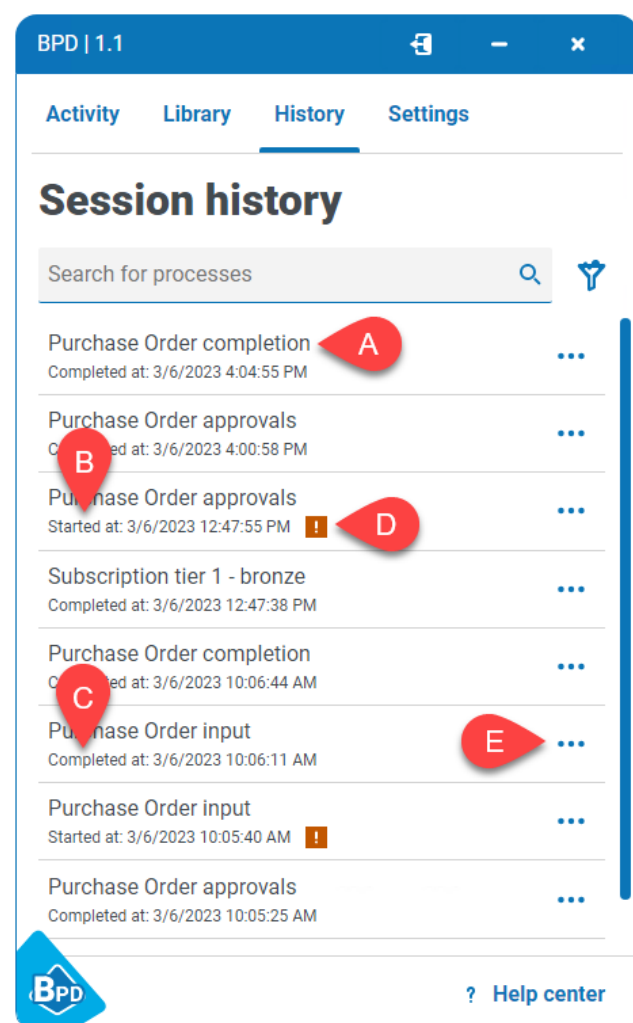 BPD | 1.1
Activity Library History Settings
Session history
Search for processes
Purchase Order completion A
Completed at: 3/6/2023 4:04:55 PM
Purchase Order approvals
C ed at: 3/6/2023 4:00:58 PM
B
Pu hase Order approvals
Started at: 3/6/2023 12:47:55 PM ! D
Subscription tier 1 - bronze
Completed at: 3/6/2023 12:47:38 PM
Purchase Order completion
C ed at: 3/6/2023 10:06:44 AM
C
Pu hase Order input E
Completed at: 3/6/2023 10:06:11 AM
Purchase Order input
Started at: 3/6/2023 10:05:40 AM !
Purchase Order approvals
Completed at: 3/6/2023 10:05:25 AM
BPD ? Help center